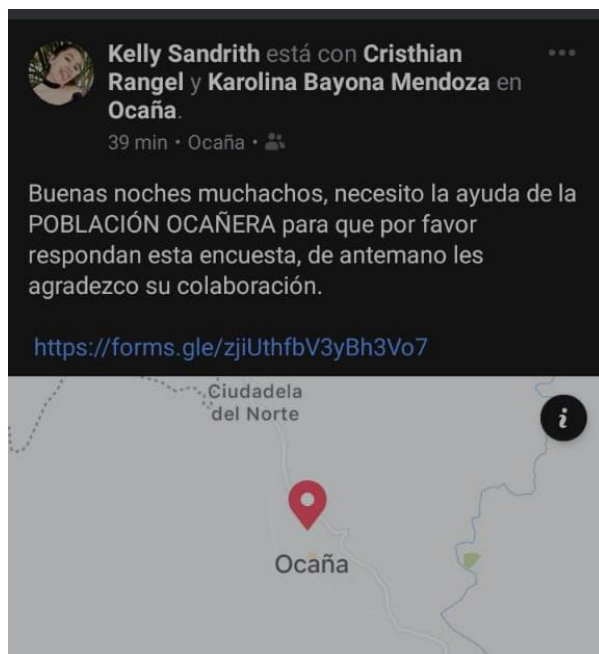 Kelly Sandrith está con Cristhian
Rangel y Karolina Bayona Mendoza en
Ocaña.
39 min • Ocaña •
Buenas noches muchachos, necesito la ayuda de la
POBLACIÓN OCAÑERA para que por favor
respondan esta encuesta, de antemano les
agradezco su colaboración.
https://forms.gle/zjiUthfbV3yBh3Vo7
Ciudadela
del Norte
i
Ocaña